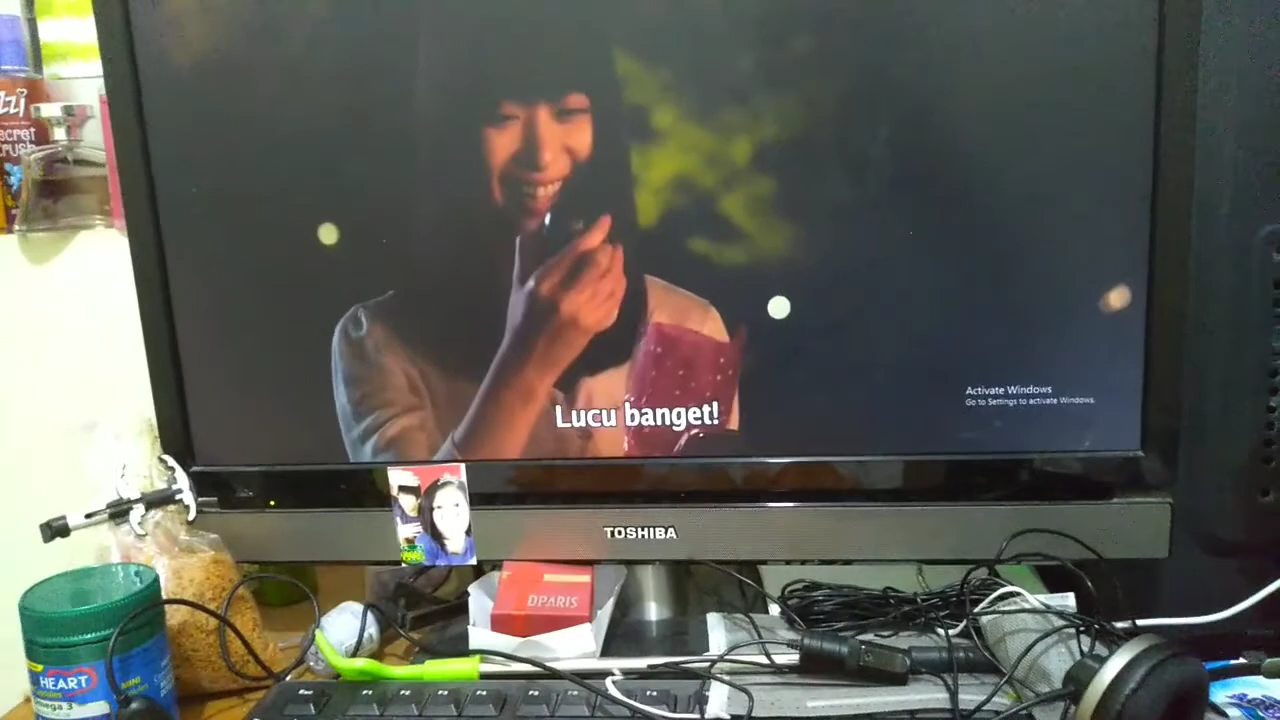 Lucu banget!
Activate Windows
Go to Settings to activate Windows.
TOSHIBA
DPARIS
HEART
omega 3